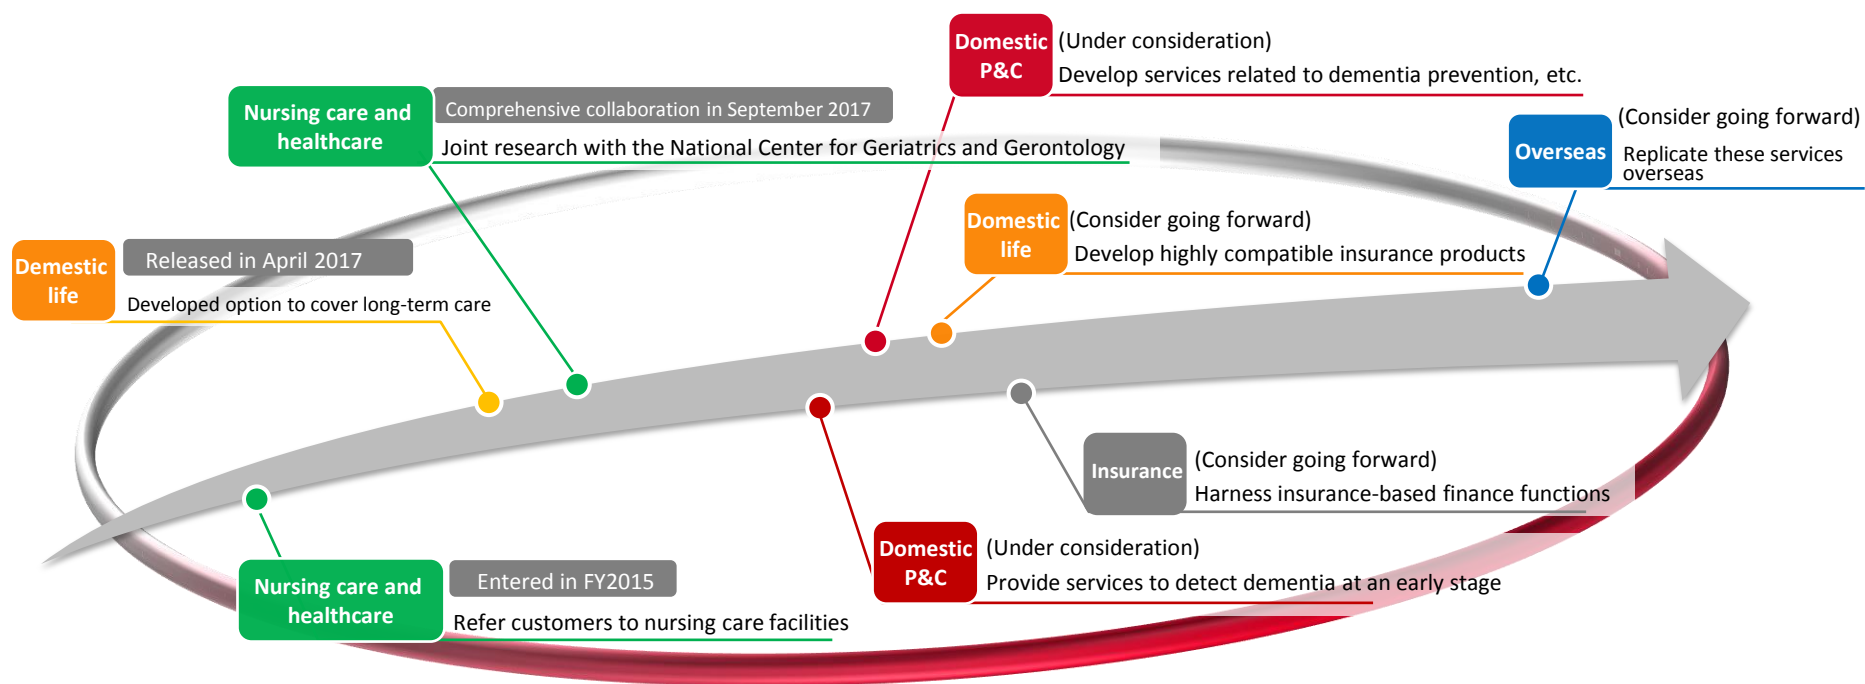 Domestic
P&C
(Under consideration)
Develop services related to dementia prevention, etc.
Nursing care and
healthcare
Comprehensive collaboration in September 2017
Joint research with the National Center for Geriatrics and Gerontology
Overseas
(Consider going forward)
Replicate these services
overseas
Domestic
life
(Consider going forward)
Develop highly compatible insurance products
Demestic
life
Released in April 2017
Developed option to cover long-term care
Insurance
(Consider going forward)
Harness insurance-based finance functions
Domestic
P&C
(Under consideration)
Provide services to detect dementia at an early stage
Nursing care and
healthcare
Entered in FY2015
Refer customers to nursing care facilities